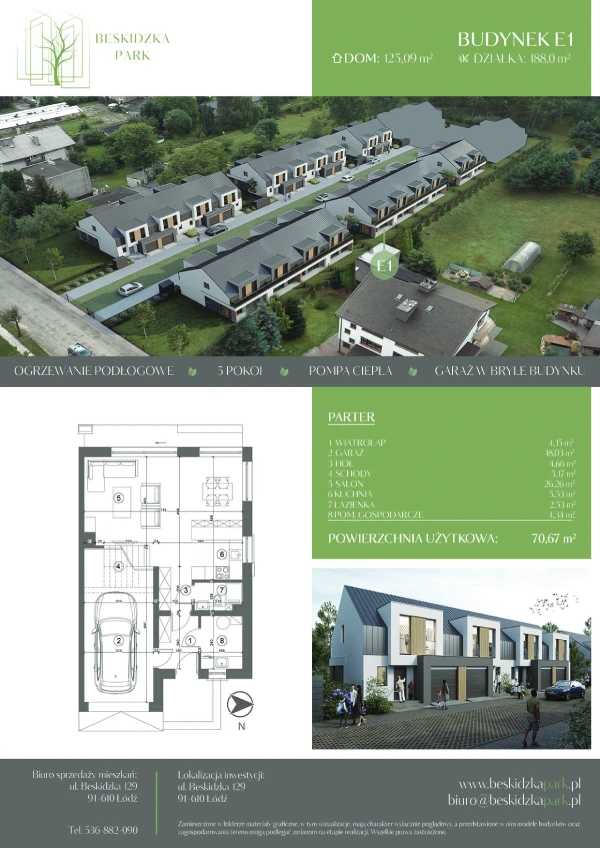 BESKIDZKA
PARK
BUDYNEK E1
DOM: 125,09 m²
DZIAŁKA: 188,0 m²
E1
OGRZEWANIE PODŁOGOWE
5 POKOI
POMPA CIEPŁA
GARAŻ W BRYLE BUDYNKU
PARTER
1 WIATROŁAP 4,15 m²
2 GARAŻ 18,03 m²
3 HOL 4,66 m²
4 SCHODY 5,17 m²
5 SALON 26,26 m²
6 KUCHNIA 5,53 m²
7 ŁAZIENKA 2,53 m²
8 POM. GOSPODARCZE 4,34 m²
POWIERZCHNIA UŻYTKOWA: 70,67 m²
5
6
4
3
7
2
1
8
N
Biuro sprzedaży mieszkań:
ul. Beskidzka 129
91-610 Łódź
Tel. 536-882-090
Lokalizacja inwestycji:
ul. Beskidzka 129
91-610 Łódź
www.beskidzkapark.pl
biuro@beskidzkapark.pl
Zamieszczone w folderze materiały graficzne, w tym wizualizacje, mają charakter wyłącznie poglądowy, a przedstawione w nim modele budynków oraz
zagospodarowania terenu mogą podlegać zmianom na etapie realizacji. Wszelkie prawa zastrzeżone.